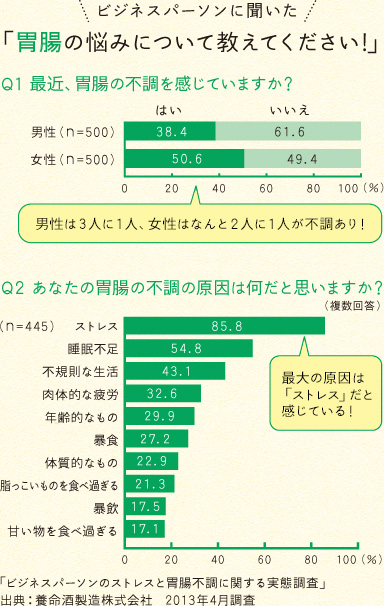 ビジネスパーソンに聞いた
「胃腸の悩みについて教えてください!」
Q1 最近、胃腸の不調を感じていますか?
はい いいえ
男性(n=500) 38.4 61.6
女性(n=500) 50.6 49.4
0 20 40 60 80 100 (%)
男性は3人に1人、女性はなんと2人に1人が不調あり!
Q2 あなたの胃腸の不調の原因は何だと思いますか?
(複数回答)
(n=445) ストレス 85.8
睡眠不足 54.8
不規則な生活 43.1
肉体的な疲労 32.6
年齢的なもの 29.9
暴食 27.2
体質的なもの 22.9
脂っこいものを食べ過ぎる 21.3
暴飲 17.5
甘い物を食べ過ぎる 17.1
最大の原因は
「ストレス」だと
感じている!
0 20 40 60 80 100 (%)
「ビジネスパーソンのストレスと胃腸不調に関する実態調査」
出典:養命酒製造株式会社 2013年4月調査